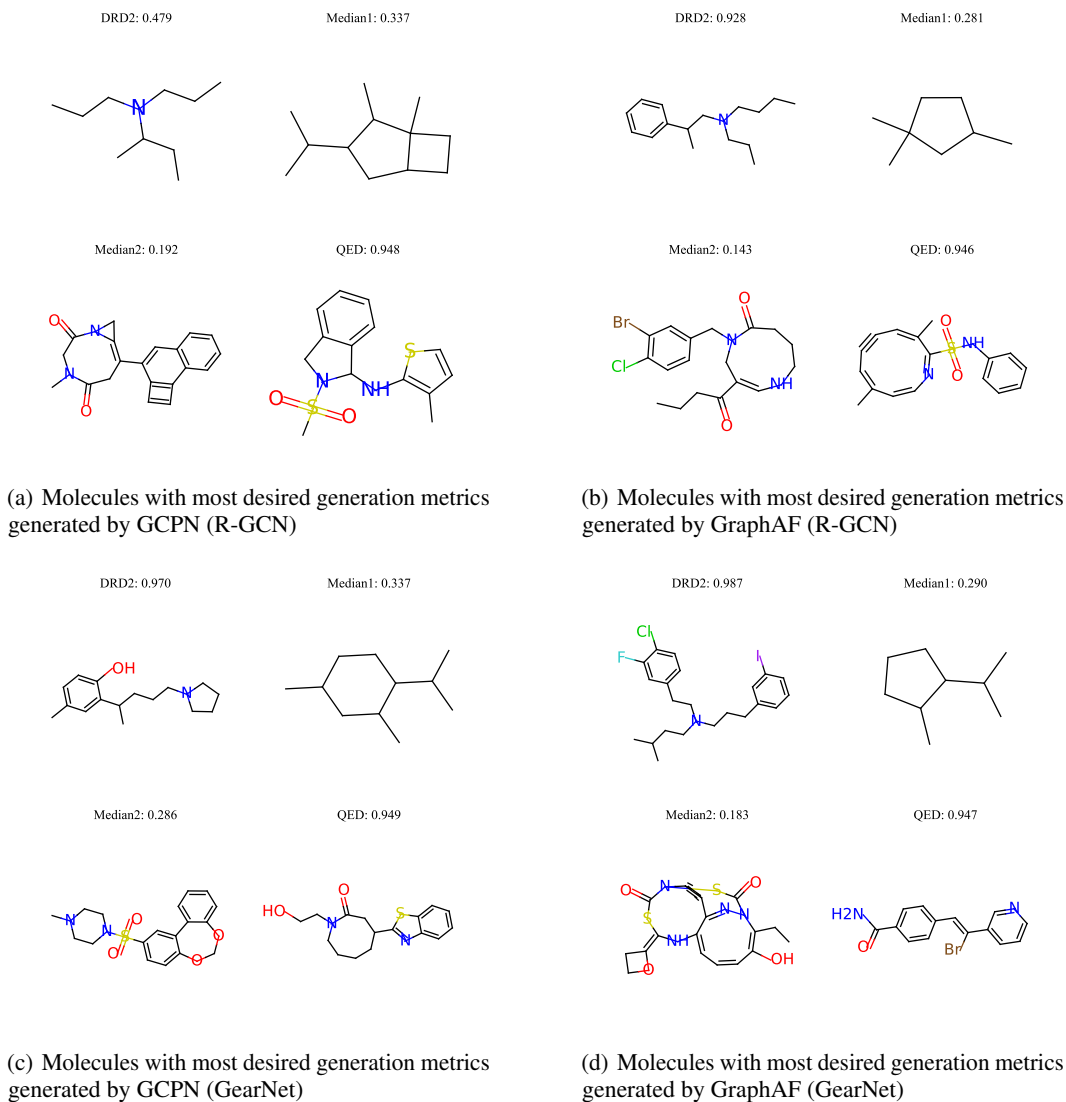 DRD2: 0.479
Median1: 0.337
N
Median2: 0.192
QED: 0.948
O
N
N
O
S
N
NH
O
S
O
(a) Molecules with most desired generation metrics
generated by GCPN (R-GCN)
DRD2: 0.928
Median1: 0.281
N
Median2: 0.143
QED: 0.946
O
Br
N
Cl
NH
O
O
S
NH
N
O
(b) Molecules with most desired generation metrics
generated by GraphAF (R-GCN)
DRD2: 0.970
Median1: 0.337
OH
N
Median2: 0.286
QED: 0.949
N
N
O
S
O
O
O
HO
O
N
S
N
(c) Molecules with most desired generation metrics
generated by GCPN (GearNet)
DRD2: 0.987
Median1: 0.290
Cl
F
I
N
Median2: 0.183
QED: 0.947
O
N
S
O
S
N
N
NH
O
OH
H2N
O
Br
N
(d) Molecules with most desired generation metrics
generated by GraphAF (GearNet)